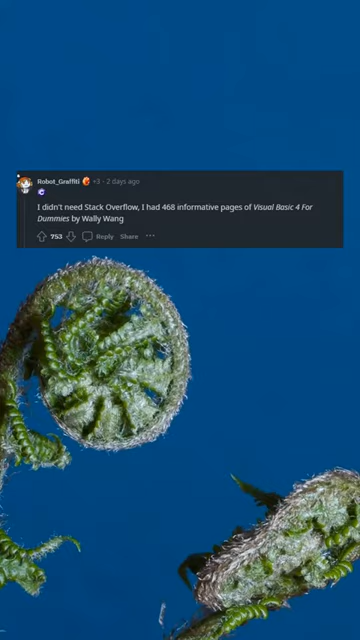 Robot_Graffiti +3 · 2 days ago
I didn't need Stack Overflow, I had 468 informative pages of Visual Basic 4 For
Dummies by Wally Wang
753 Reply Share ···